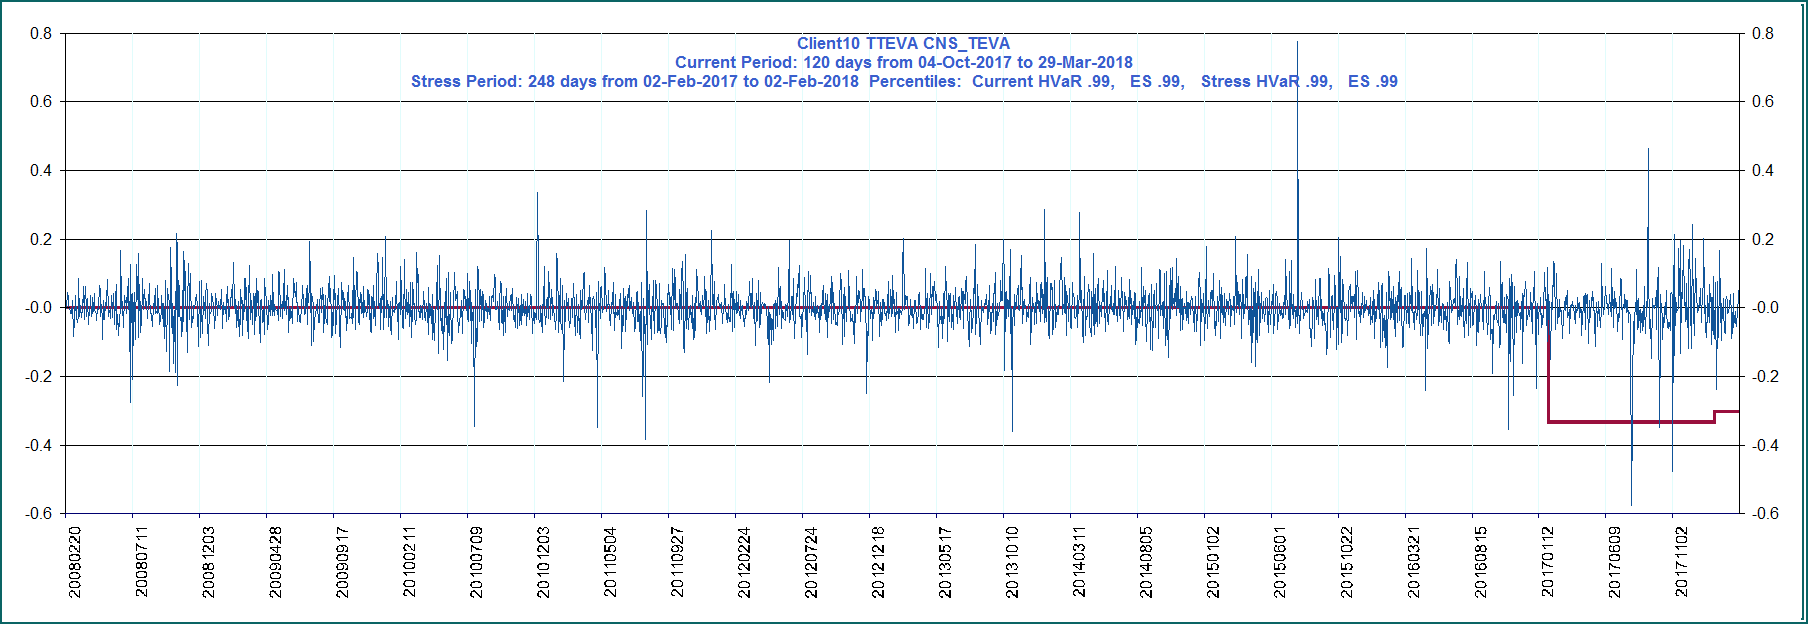 Client10 TTEVA CNS_TEVA
Current Period: 120 days from 04-Oct-2017 to 29-Mar-2018
Stress Period: 248 days from 02-Feb-2017 to 02-Feb-2018  Percentiles:  Current HVaR .99,   ES .99,   Stress HVaR .99,   ES .99
0.8 0.8
0.6 0.6
0.4 0.4
0.2 0.2
-0.0 -0.0
-0.2 -0.2
-0.4 -0.4
-0.6 -0.6
20080220 20080711 20081203 20090428 20090917 20100211 20100709 20101203 20110504 20110927 20120224 20120724 20121218 20130517 20131010 20140311 20140805 20150102 20150601 20151022 20160321 20160815 20170112 20170609 20171102